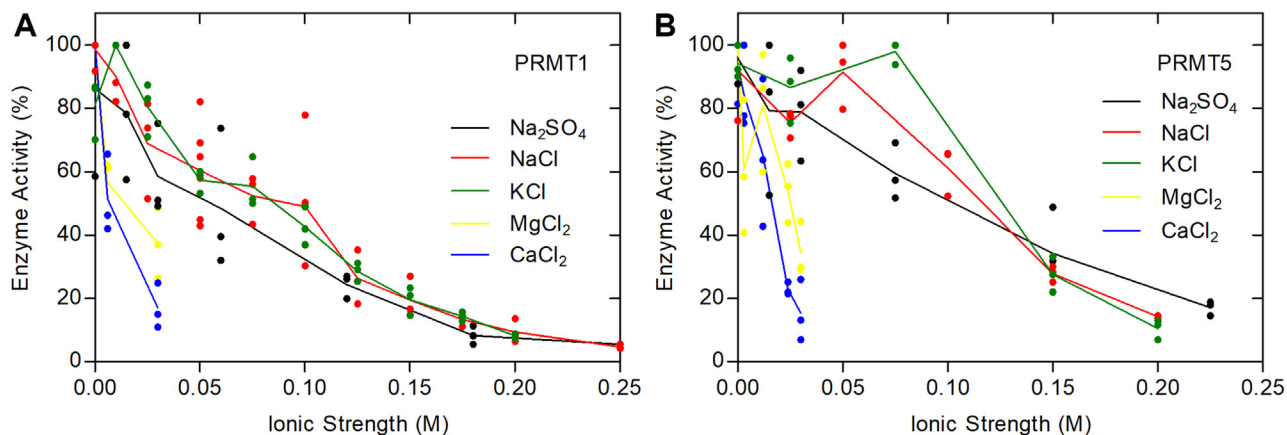 A
PRMT1
Enzyme Activity (%)
100
80
60
40
20
0
Na₂SO₄
NaCl
KCl
MgCl₂
CaCl₂
0.00
0.05
0.10
0.15
0.20
0.25
Ionic Strength (M)
B
PRMT5
Enzyme Activity (%)
100
80
60
40
20
0
Na₂SO₄
NaCl
KCl
MgCl₂
CaCl₂
0.00
0.05
0.10
0.15
0.20
Ionic Strength (M)